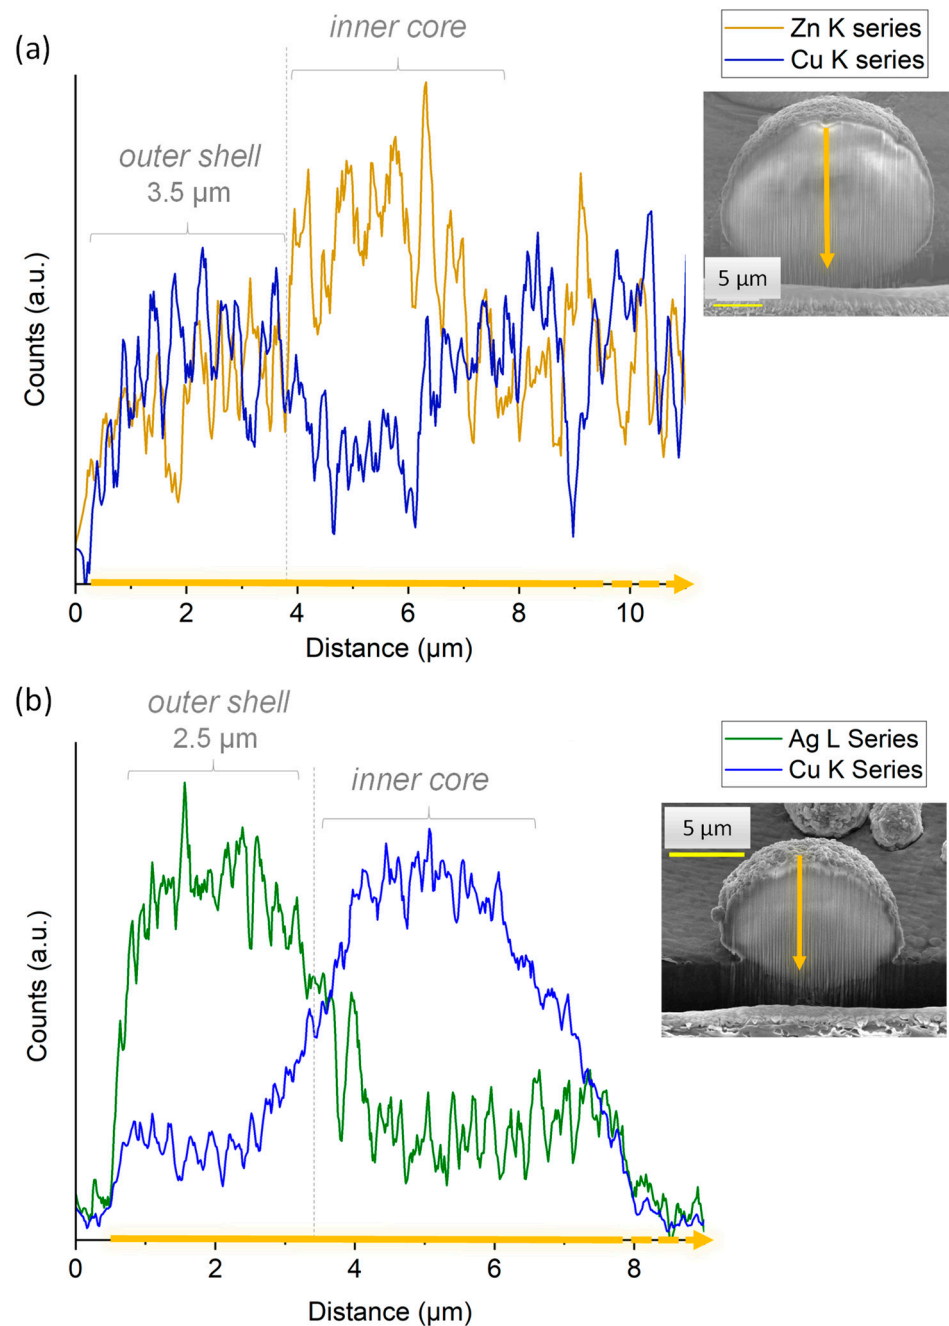 (a)
inner core
Zn K series
Cu K series
outer shell
3.5 µm
5 µm
Counts (a.u.)
0
2
4
6
8
10
Distance (µm)
(b)
outer shell
2.5 µm
Ag L Series
Cu K Series
inner core
5 µm
Counts (a.u.)
0
2
4
6
8
Distance (µm)